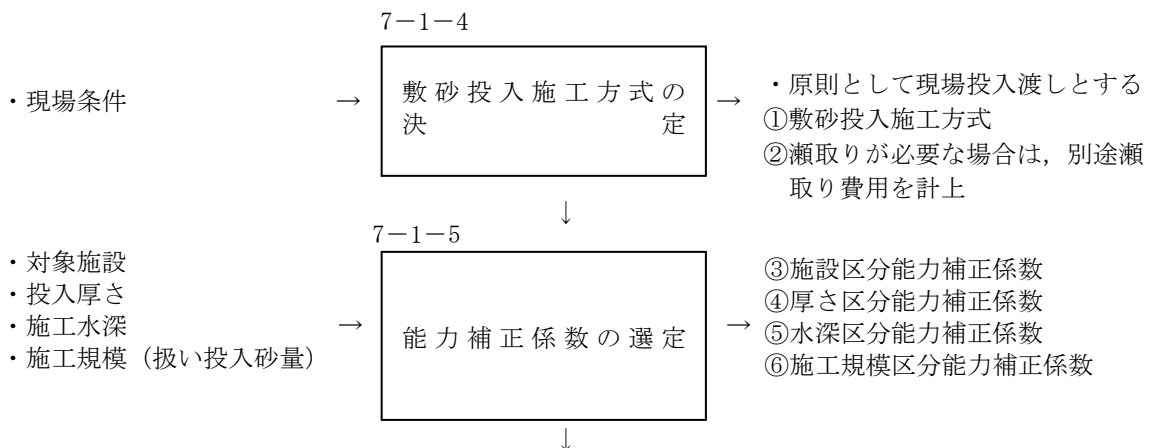 7－1－4
・現場条件
→
敷砂投入施工方式の
決定
→
・原則として現場投入渡しとする
①敷砂投入施工方式
②瀬取りが必要な場合は，別途瀬
取り費用を計上
↓
7－1－5
・対象施設
・投入厚さ
・施工水深
・施工規模（扱い投入砂量）
→
能力補正係数の選定
→
③施設区分能力補正係数
④厚さ区分能力補正係数
⑤水深区分能力補正係数
⑥施工規模区分能力補正係数
↓